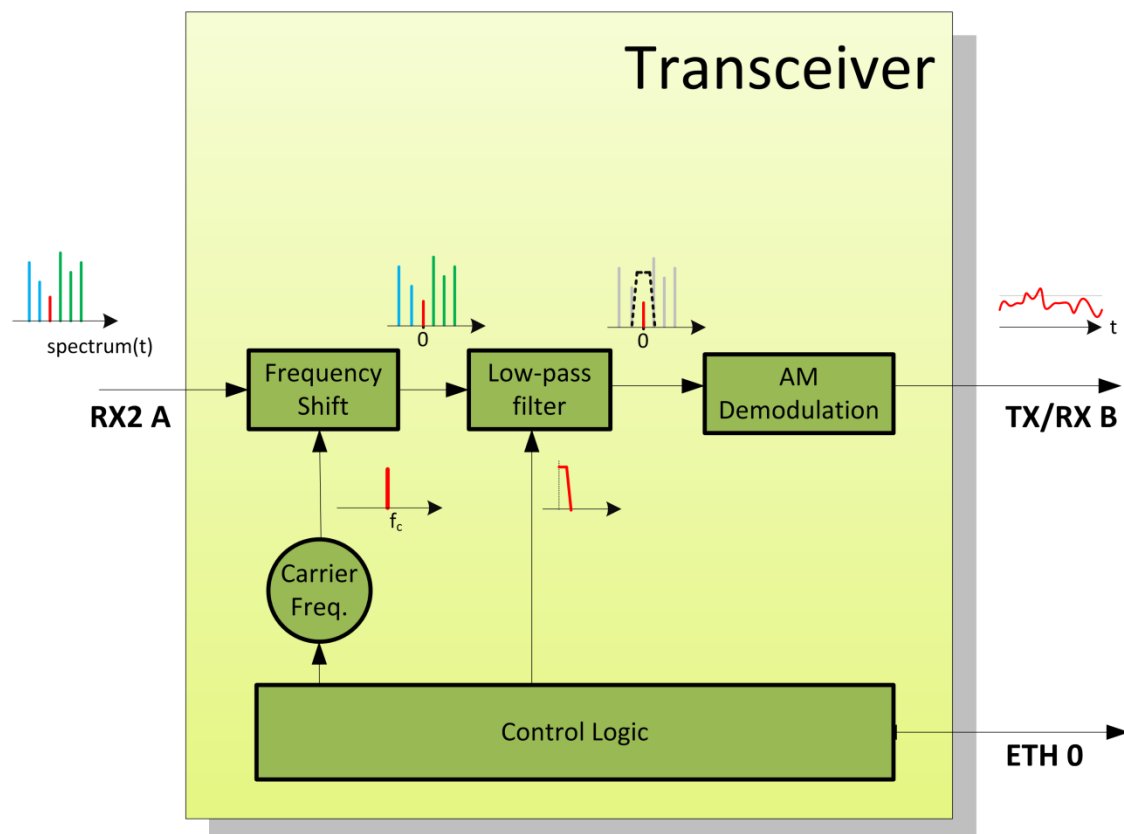 Transceiver
spectrum(t)
0
0
t
RX2 A
Frequency
Shift
Low-pass
filter
AM
Demodulation
TX/RX B
fc
Carrier
Freq.
Control Logic
ETH 0